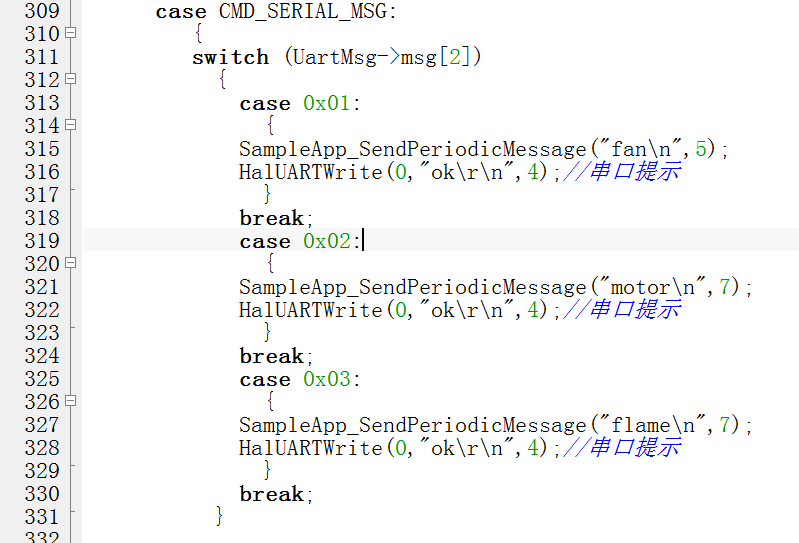 309 case CMD_SERIAL_MSG:
310 {
311 switch (UartMsg->msg[2])
312 {
313 case 0x01:
314 {
315 SampleApp_SendPeriodicMessage("fan\n",5);
316 HalUARTWrite(0,"ok\r\n",4);//串口提示
317 }
318 break;
319 case 0x02:
320 {
321 SampleApp_SendPeriodicMessage("motor\n",7);
322 HalUARTWrite(0,"ok\r\n",4);//串口提示
323 }
324 break;
325 case 0x03:
326 {
327 SampleApp_SendPeriodicMessage("flame\n",7);
328 HalUARTWrite(0,"ok\r\n",4);//串口提示
329 }
330 break;
331 }
332